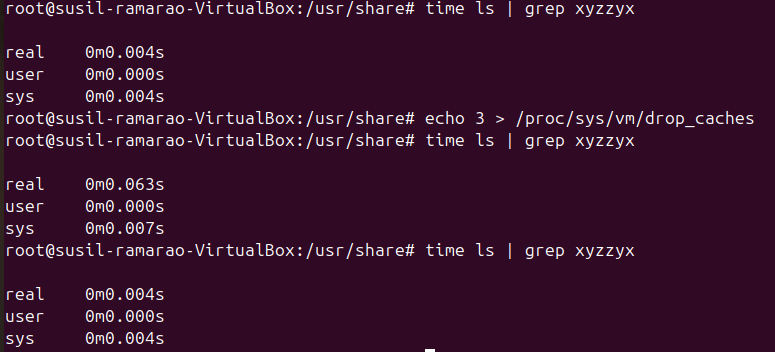 root@susil-ramarao-VirtualBox:/usr/share# time ls | grep xyzzyx
real    0m0.004s
user    0m0.000s
sys     0m0.004s
root@susil-ramarao-VirtualBox:/usr/share# echo 3 > /proc/sys/vm/drop_caches
root@susil-ramarao-VirtualBox:/usr/share# time ls | grep xyzzyx
real    0m0.063s
user    0m0.000s
sys     0m0.007s
root@susil-ramarao-VirtualBox:/usr/share# time ls | grep xyzzyx
real    0m0.004s
user    0m0.000s
sys     0m0.004s